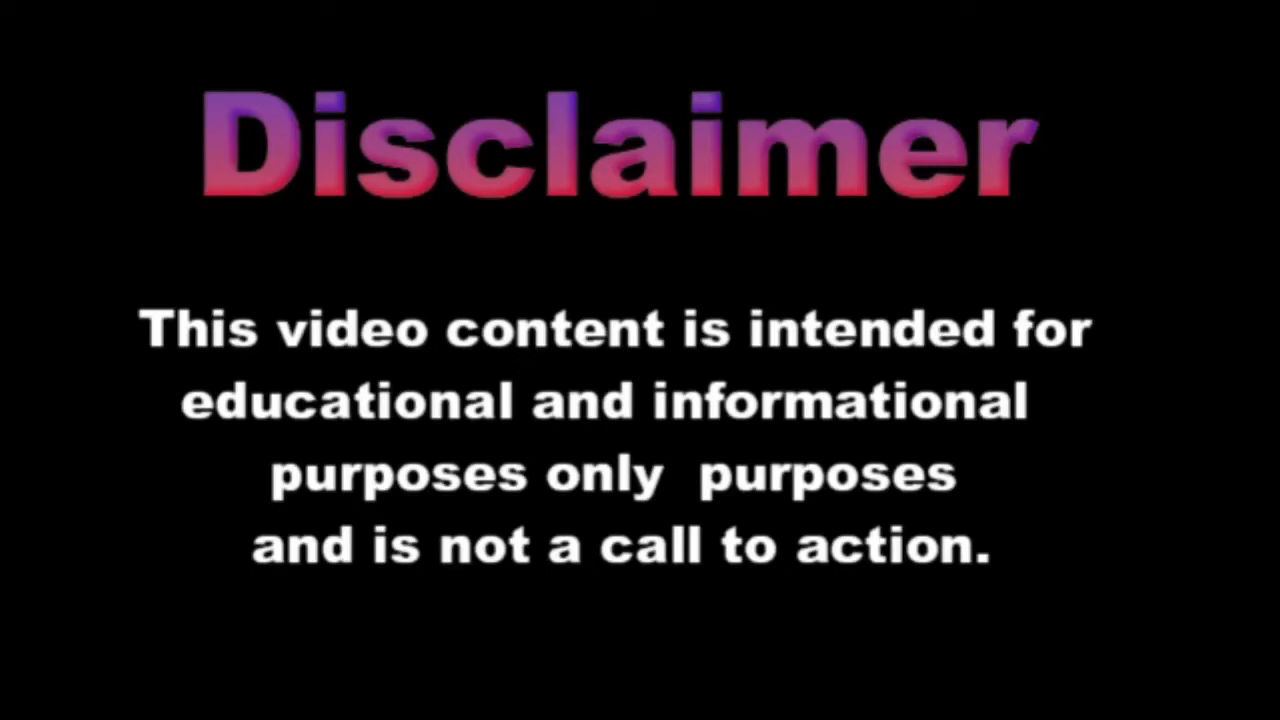 Disclaimer
This video content is intended for
educational and informational
purposes only  purposes
and is not a call to action.